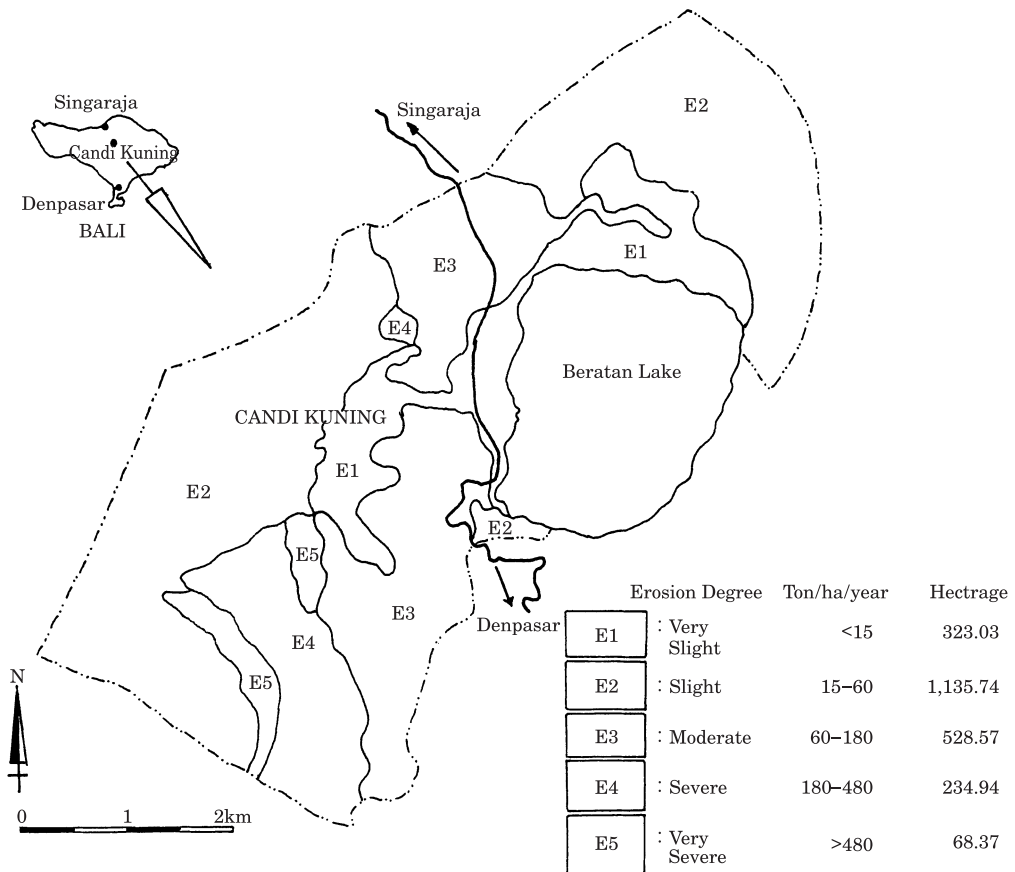 Singaraja
Candi Kuning
Denpasar
BALI
Singaraja
E2
E1
E3
E4
Beratan Lake
CANDI KUNING
E1
E2
E2
E5
E3
E4
E5
Denpasar
N
0 1 2km
Erosion Degree Ton/ha/year Hectrage
E1 : Very Slight <15 323.03
E2 : Slight 15–60 1,135.74
E3 : Moderate 60–180 528.57
E4 : Severe 180–480 234.94
E5 : Very Severe >480 68.37